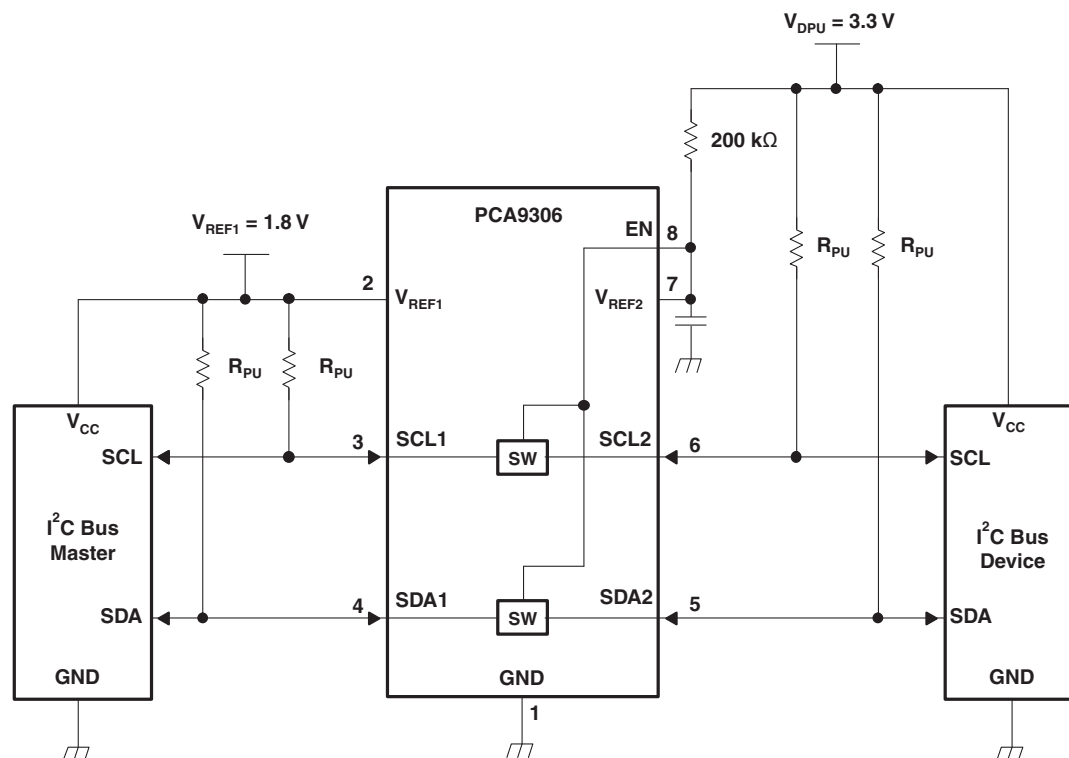 V_DPU = 3.3 V
200 kΩ
PCA9306
EN
8
V_REF1 = 1.8 V
R_PU
R_PU
2
7
V_REF1
V_REF2
R_PU
R_PU
V_CC
V_CC
SCL
3
SCL1
SW
SCL2
6
SCL
I²C Bus
Master
I²C Bus
Device
SDA
4
SDA1
SW
SDA2
5
SDA
GND
GND
GND
1